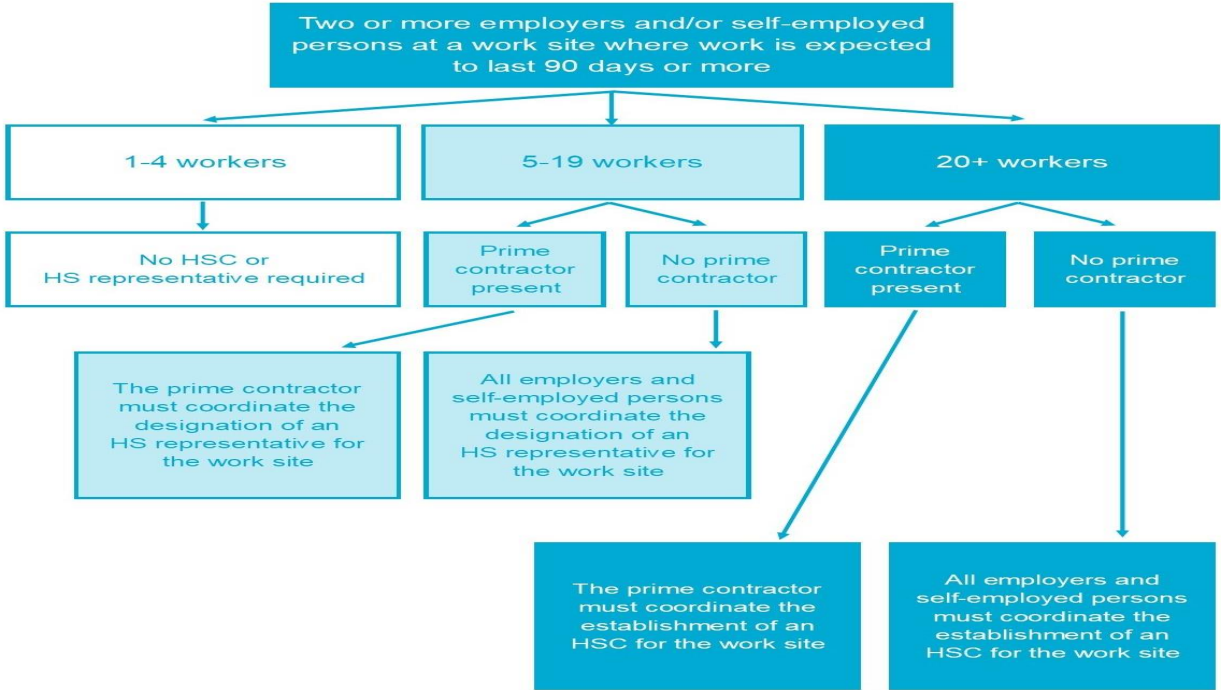 Two or more employers and/or self-employed
persons at a work site where work is expected
to last 90 days or more
1-4 workers
5-19 workers
20+ workers
No HSC or
HS representative required
Prime
contractor
present
No prime
contractor
Prime
contractor
present
No prime
contractor
The prime contractor
must coordinate the
designation of an
HS representative for
the work site
All employers and
self-employed persons
must coordinate the
designation of an
HS representative for
the work site
The prime contractor
must coordinate the
establishment of an
HSC for the work site
All employers and
self-employed persons
must coordinate the
establishment of an
HSC for the work site